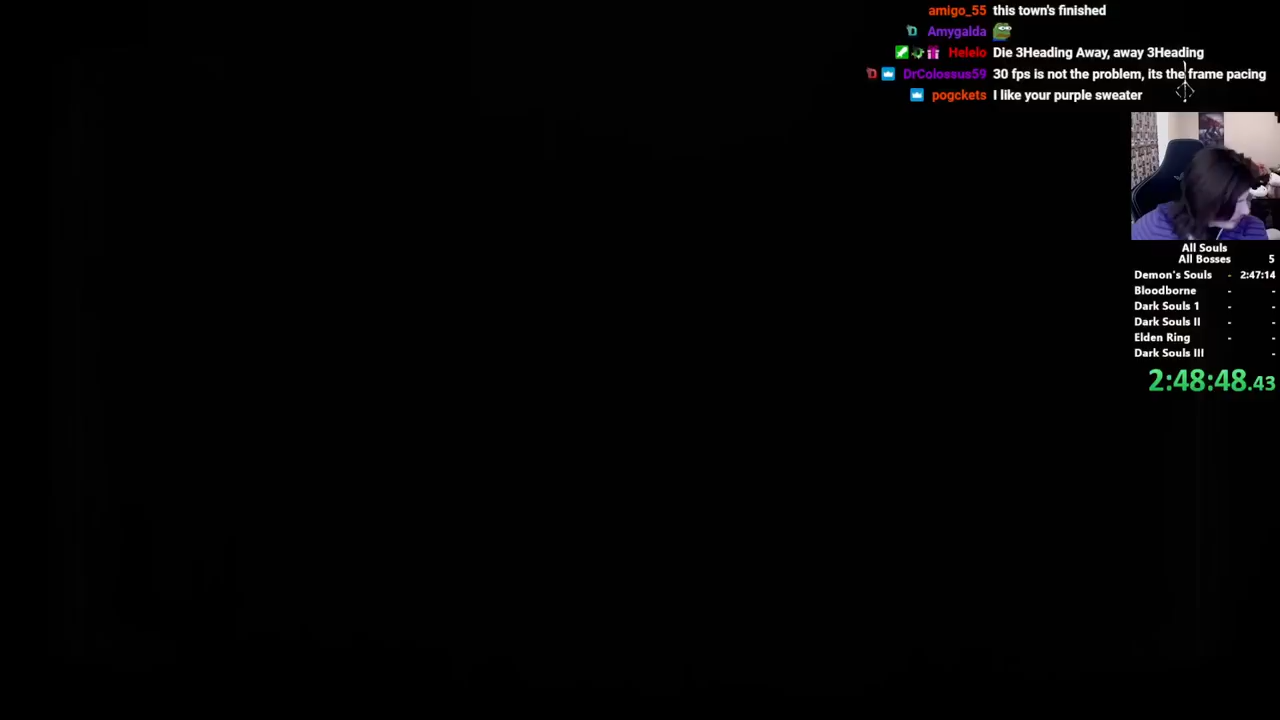 amigo_55 this town's finished
Amygalda
Helelo Die 3Heading Away, away 3Heading
DrColossus59 30 fps is not the problem, its the frame pacing
pogckets I like your purple sweater
All Souls
All Bosses 5
Demon's Souls - 2:47:14
Bloodborne - -
Dark Souls 1 - -
Dark Souls II - -
Elden Ring - -
Dark Souls III -
2:48:48.43